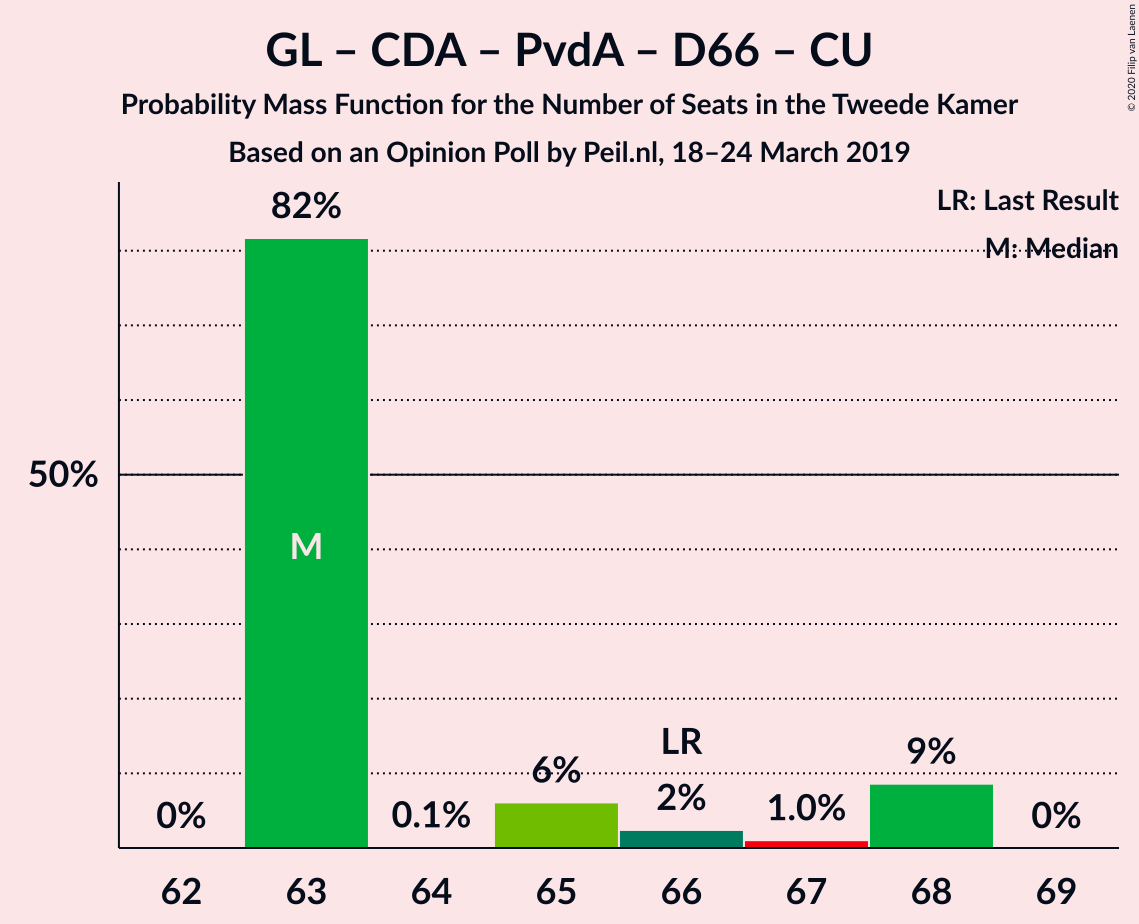 GL – CDA – PvdA – D66 – CU
Probability Mass Function for the Number of Seats in the Tweede Kamer
Based on an Opinion Poll by Peil.nl, 18–24 March 2019
© 2020 Filip van Laenen
LR: Last Result
M: Median
82%
50%
M
LR
0%
0.1%
6%
2%
1.0%
9%
0%
62 63 64 65 66 67 68 69